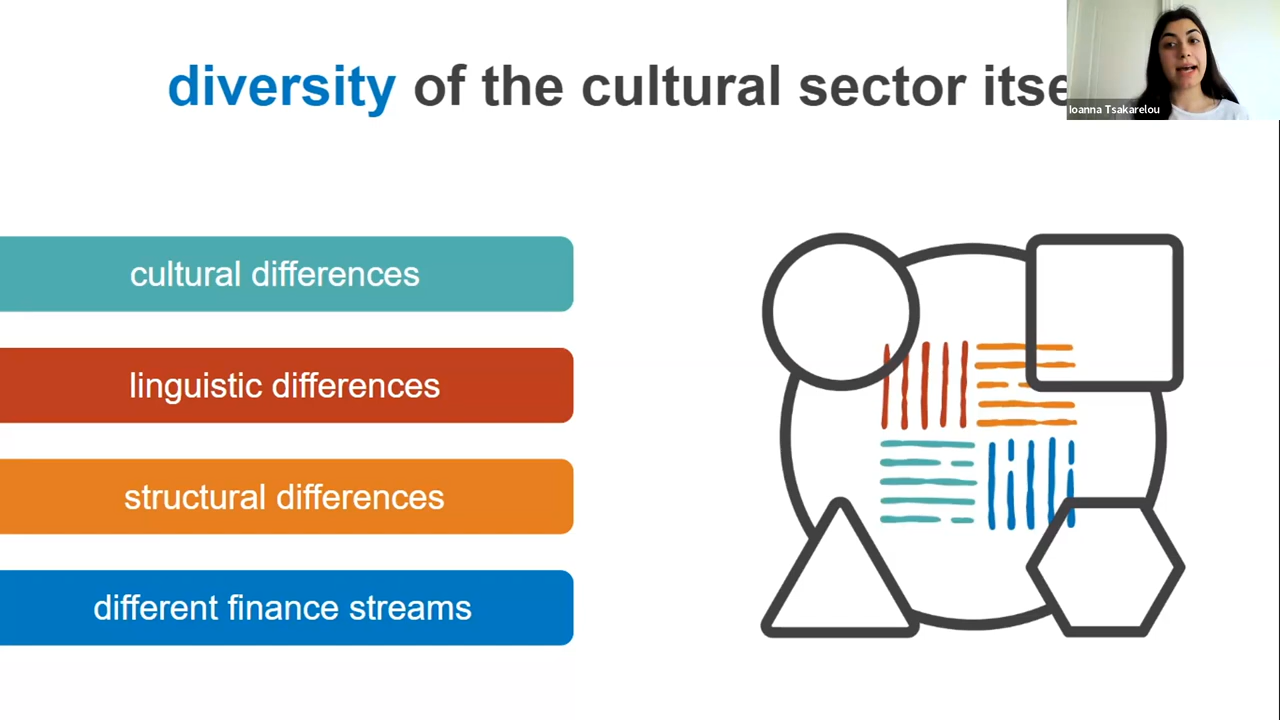 diversity of the cultural sector itse
Ioanna Tsakarelou
cultural differences
linguistic differences
structural differences
different finance streams